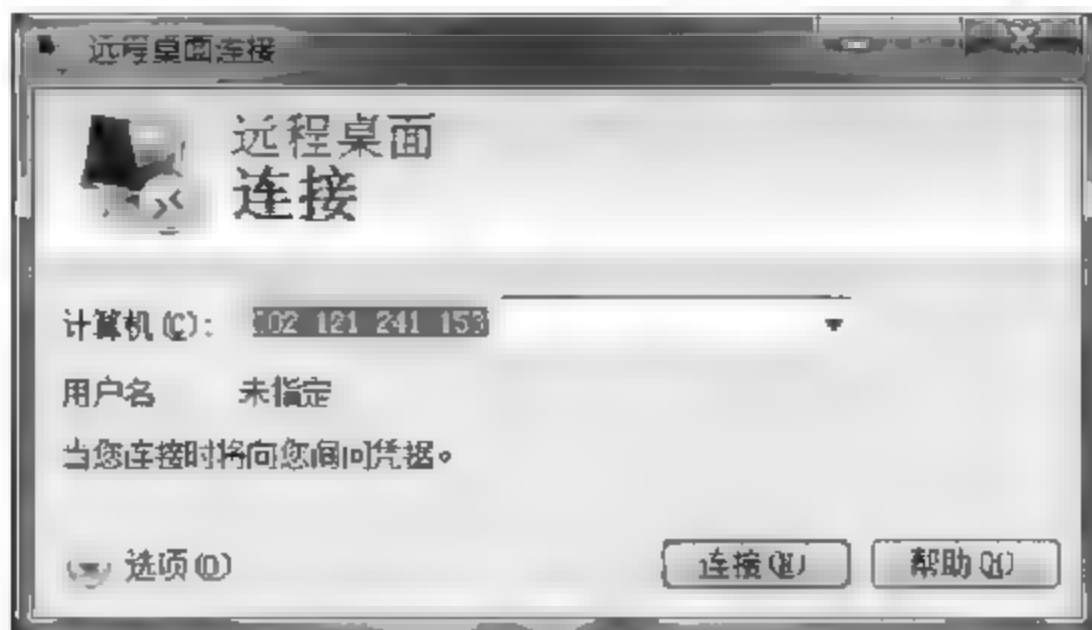 远程桌面连接
远程桌面
连接
计算机(C): 202 121 241 153
用户名 未指定
当您连接时将向您询问凭据。
选项(O)
连接(N) 帮助(H)